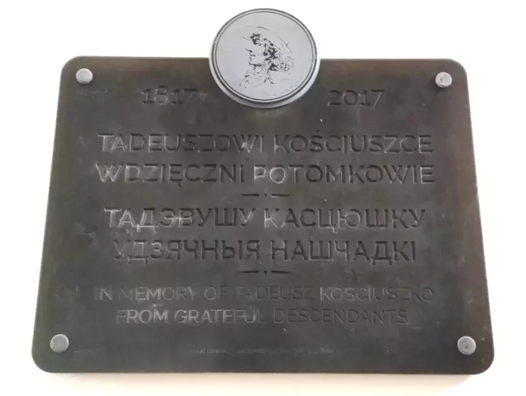 1817 2017
TADEUSZOWI KOŚCIUSZCE
WDZIĘCZNI POTOMKOWIE
ТАДЭВУШУ КАСЦЮШКУ
УДЗЯЧНЫЯ НАШЧАДКІ
IN MEMORY OF TADEUSZ KOSCIUSZKO
FROM GRATEFUL DESCENDANTS